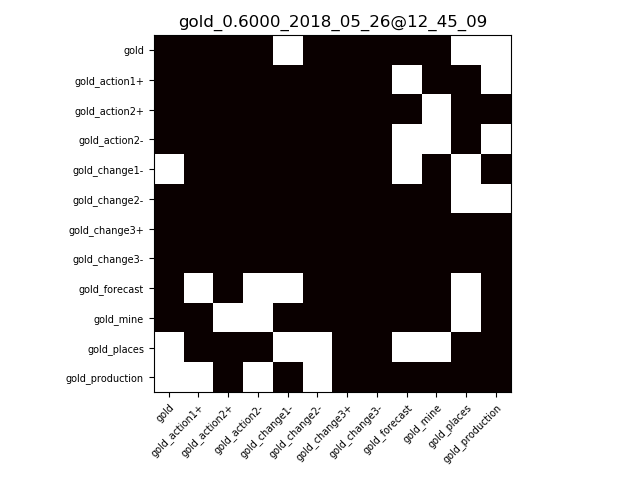 gold_0.6000_2018_05_26@12_45_09
gold
gold_action1+
gold_action2+
gold_action2-
gold_change1-
gold_change2-
gold_change3+
gold_change3-
gold_forecast
gold_mine
gold_places
gold_production
gold
gold_action1+
gold_action2+
gold_action2-
gold_change1-
gold_change2-
gold_change3+
gold_change3-
gold_forecast
gold_mine
gold_places
gold_production